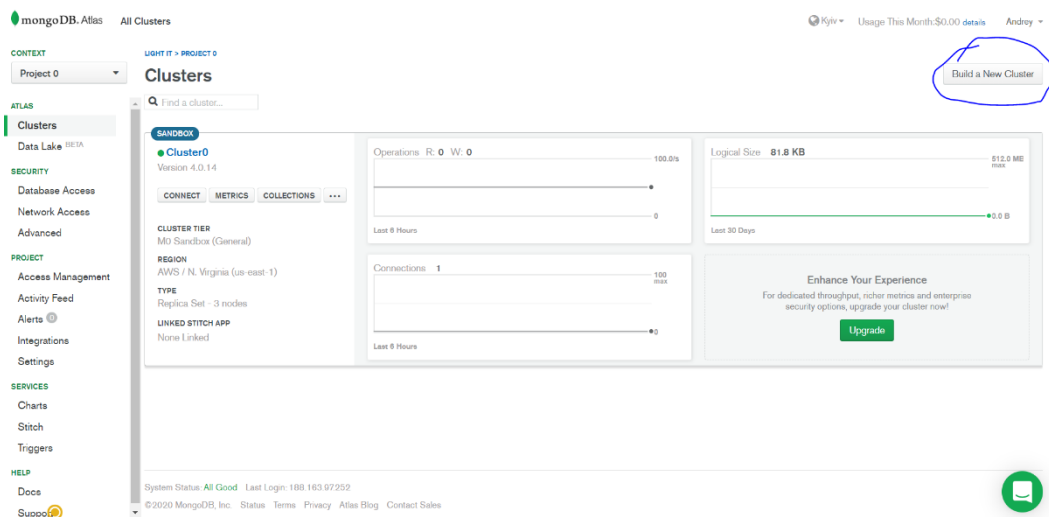 mongoDB. Atlas All Clusters Kyiv Usage This Month:$0.00 details Andrey
CONTEXT
Project 0
ATLAS
Clusters
Data Lake BETA
SECURITY
Database Access
Network Access
Advanced
PROJECT
Access Management
Activity Feed
Alerts 0
Integrations
Settings
SERVICES
Charts
Stitch
Triggers
HELP
Docs
Support
LIGHT IT > PROJECT 0
Clusters
Build a New Cluster
Find a cluster...
SANDBOX
Cluster0
Version 4.0.14
CONNECT METRICS COLLECTIONS ...
CLUSTER TIER
M0 Sandbox (General)
REGION
AWS / N. Virginia (us-east-1)
TYPE
Replica Set - 3 nodes
LINKED STITCH APP
None Linked
Operations R: 0 W: 0
100.0/s
0
Last 6 Hours
Logical Size 81.8 KB
512.0 MB
max
0.0 B
Last 30 Days
Connections 1
100
max
0
Last 6 Hours
Enhance Your Experience
For dedicated throughput, richer metrics and enterprise
security options, upgrade your cluster now!
Upgrade
System Status: All Good Last Login: 188.163.97.252
©2020 MongoDB, Inc. Status Terms Privacy Atlas Blog Contact Sales